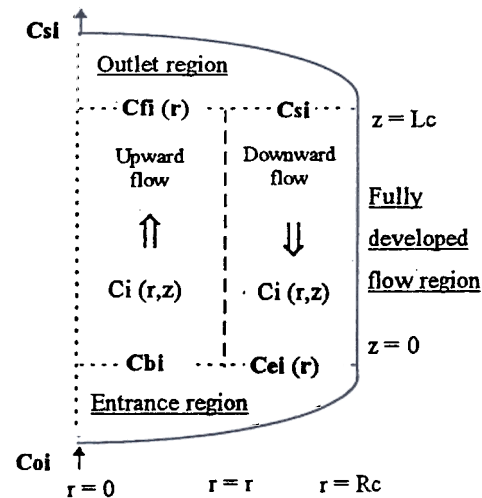 Csi
Outlet region
Cfi (r) Csi
z = Lc
Upward
flow
Downward
flow
Fully
developed
flow region
Ci (r,z) Ci (r,z)
z = 0
Cbi Cei (r)
Entrance region
Coi
r = 0 r = r r = Rc